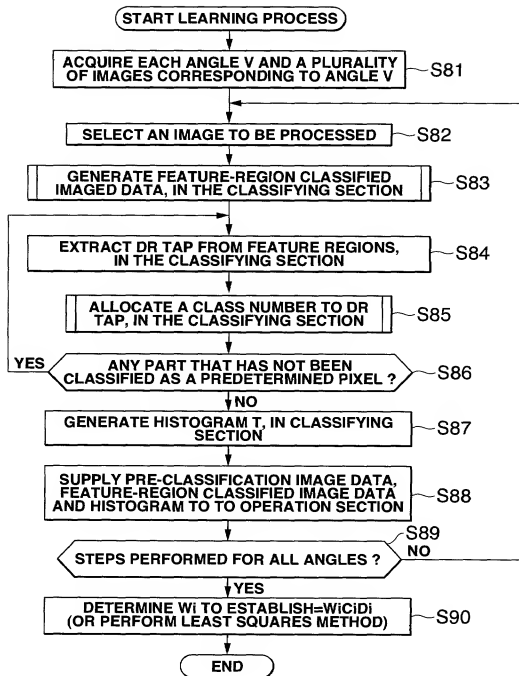 START LEARNING PROCESS
ACQUIRE EACH ANGLE V AND A PLURALITY
OF IMAGES CORRESPONDING TO ANGLE V
S81
SELECT AN IMAGE TO BE PROCESSED
S82
GENERATE FEATURE-REGION CLASSIFIED
IMAGED DATA, IN THE CLASSIFYING SECTION
S83
EXTRACT DR TAP FROM FEATURE REGIONS,
IN THE CLASSIFYING SECTION
S84
ALLOCATE A CLASS NUMBER TO DR
TAP, IN THE CLASSIFYING SECTION
S85
YES
ANY PART THAT HAS NOT BEEN
CLASSIFIED AS A PREDETERMINED PIXEL ?
S86
NO
GENERATE HISTOGRAM T, IN CLASSIFYING
SECTION
S87
SUPPLY PRE-CLASSIFICATION IMAGE DATA,
FEATURE-REGION CLASSIFIED IMAGE DATA
AND HISTOGRAM TO TO OPERATION SECTION
S88
S89
STEPS PERFORMED FOR ALL ANGLES ?
NO
YES
DETERMINE Wi TO ESTABLISH=WiCiDi
(OR PERFORM LEAST SQUARES METHOD)
S90
END